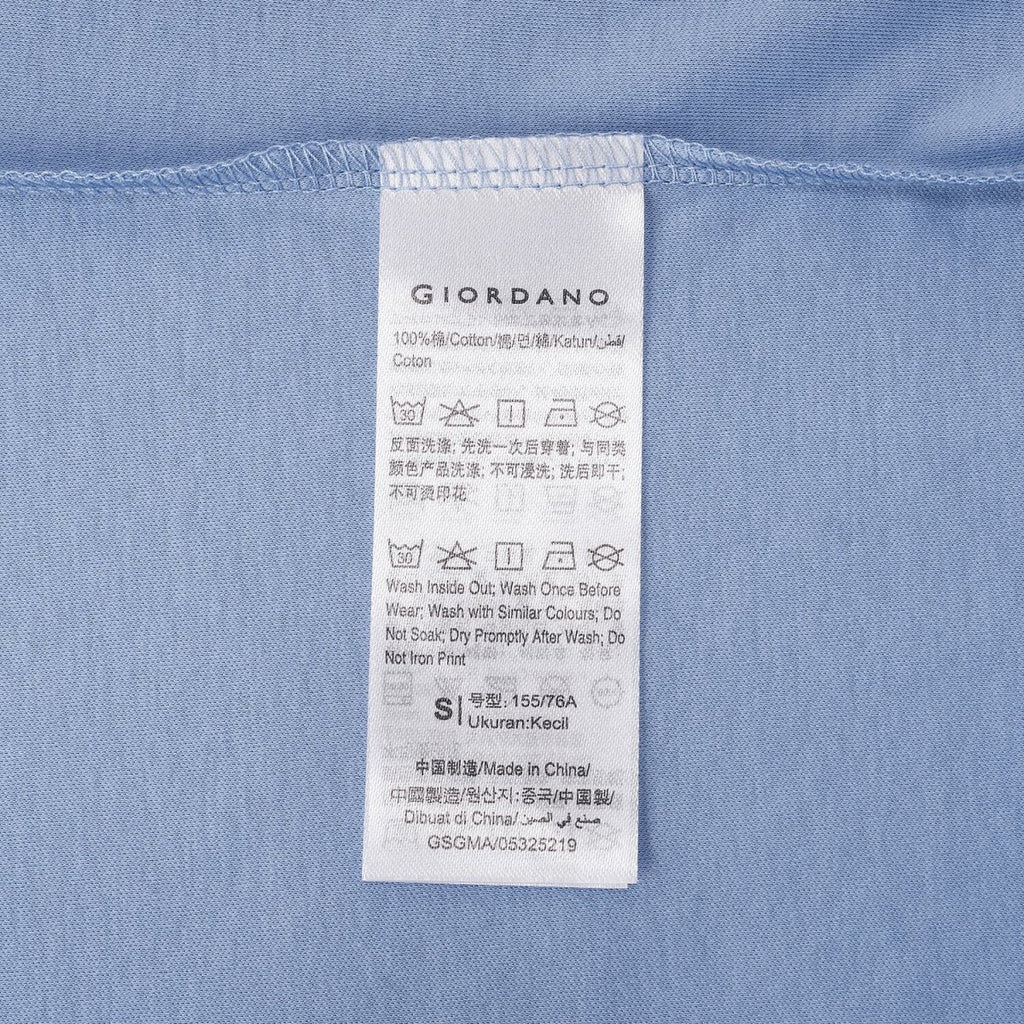 GIORDANO
100%棉/Cotton/棉/면/綿/Katun/قطن/
Coton
30
反面洗涤; 先洗一次后穿着; 与同类
颜色产品洗涤; 不可浸洗; 洗后即干;
不可烫印花
30
Wash Inside Out; Wash Once Before
Wear; Wash with Similar Colours; Do
Not Soak; Dry Promptly After Wash; Do
Not Iron Print
S 号型: 155/76A
Ukuran:Kecil
中国制造/Made in China/
中國製造/원산지:중국/中国製/
Dibuat di China/صنع في الصين
GSGMA/05325219